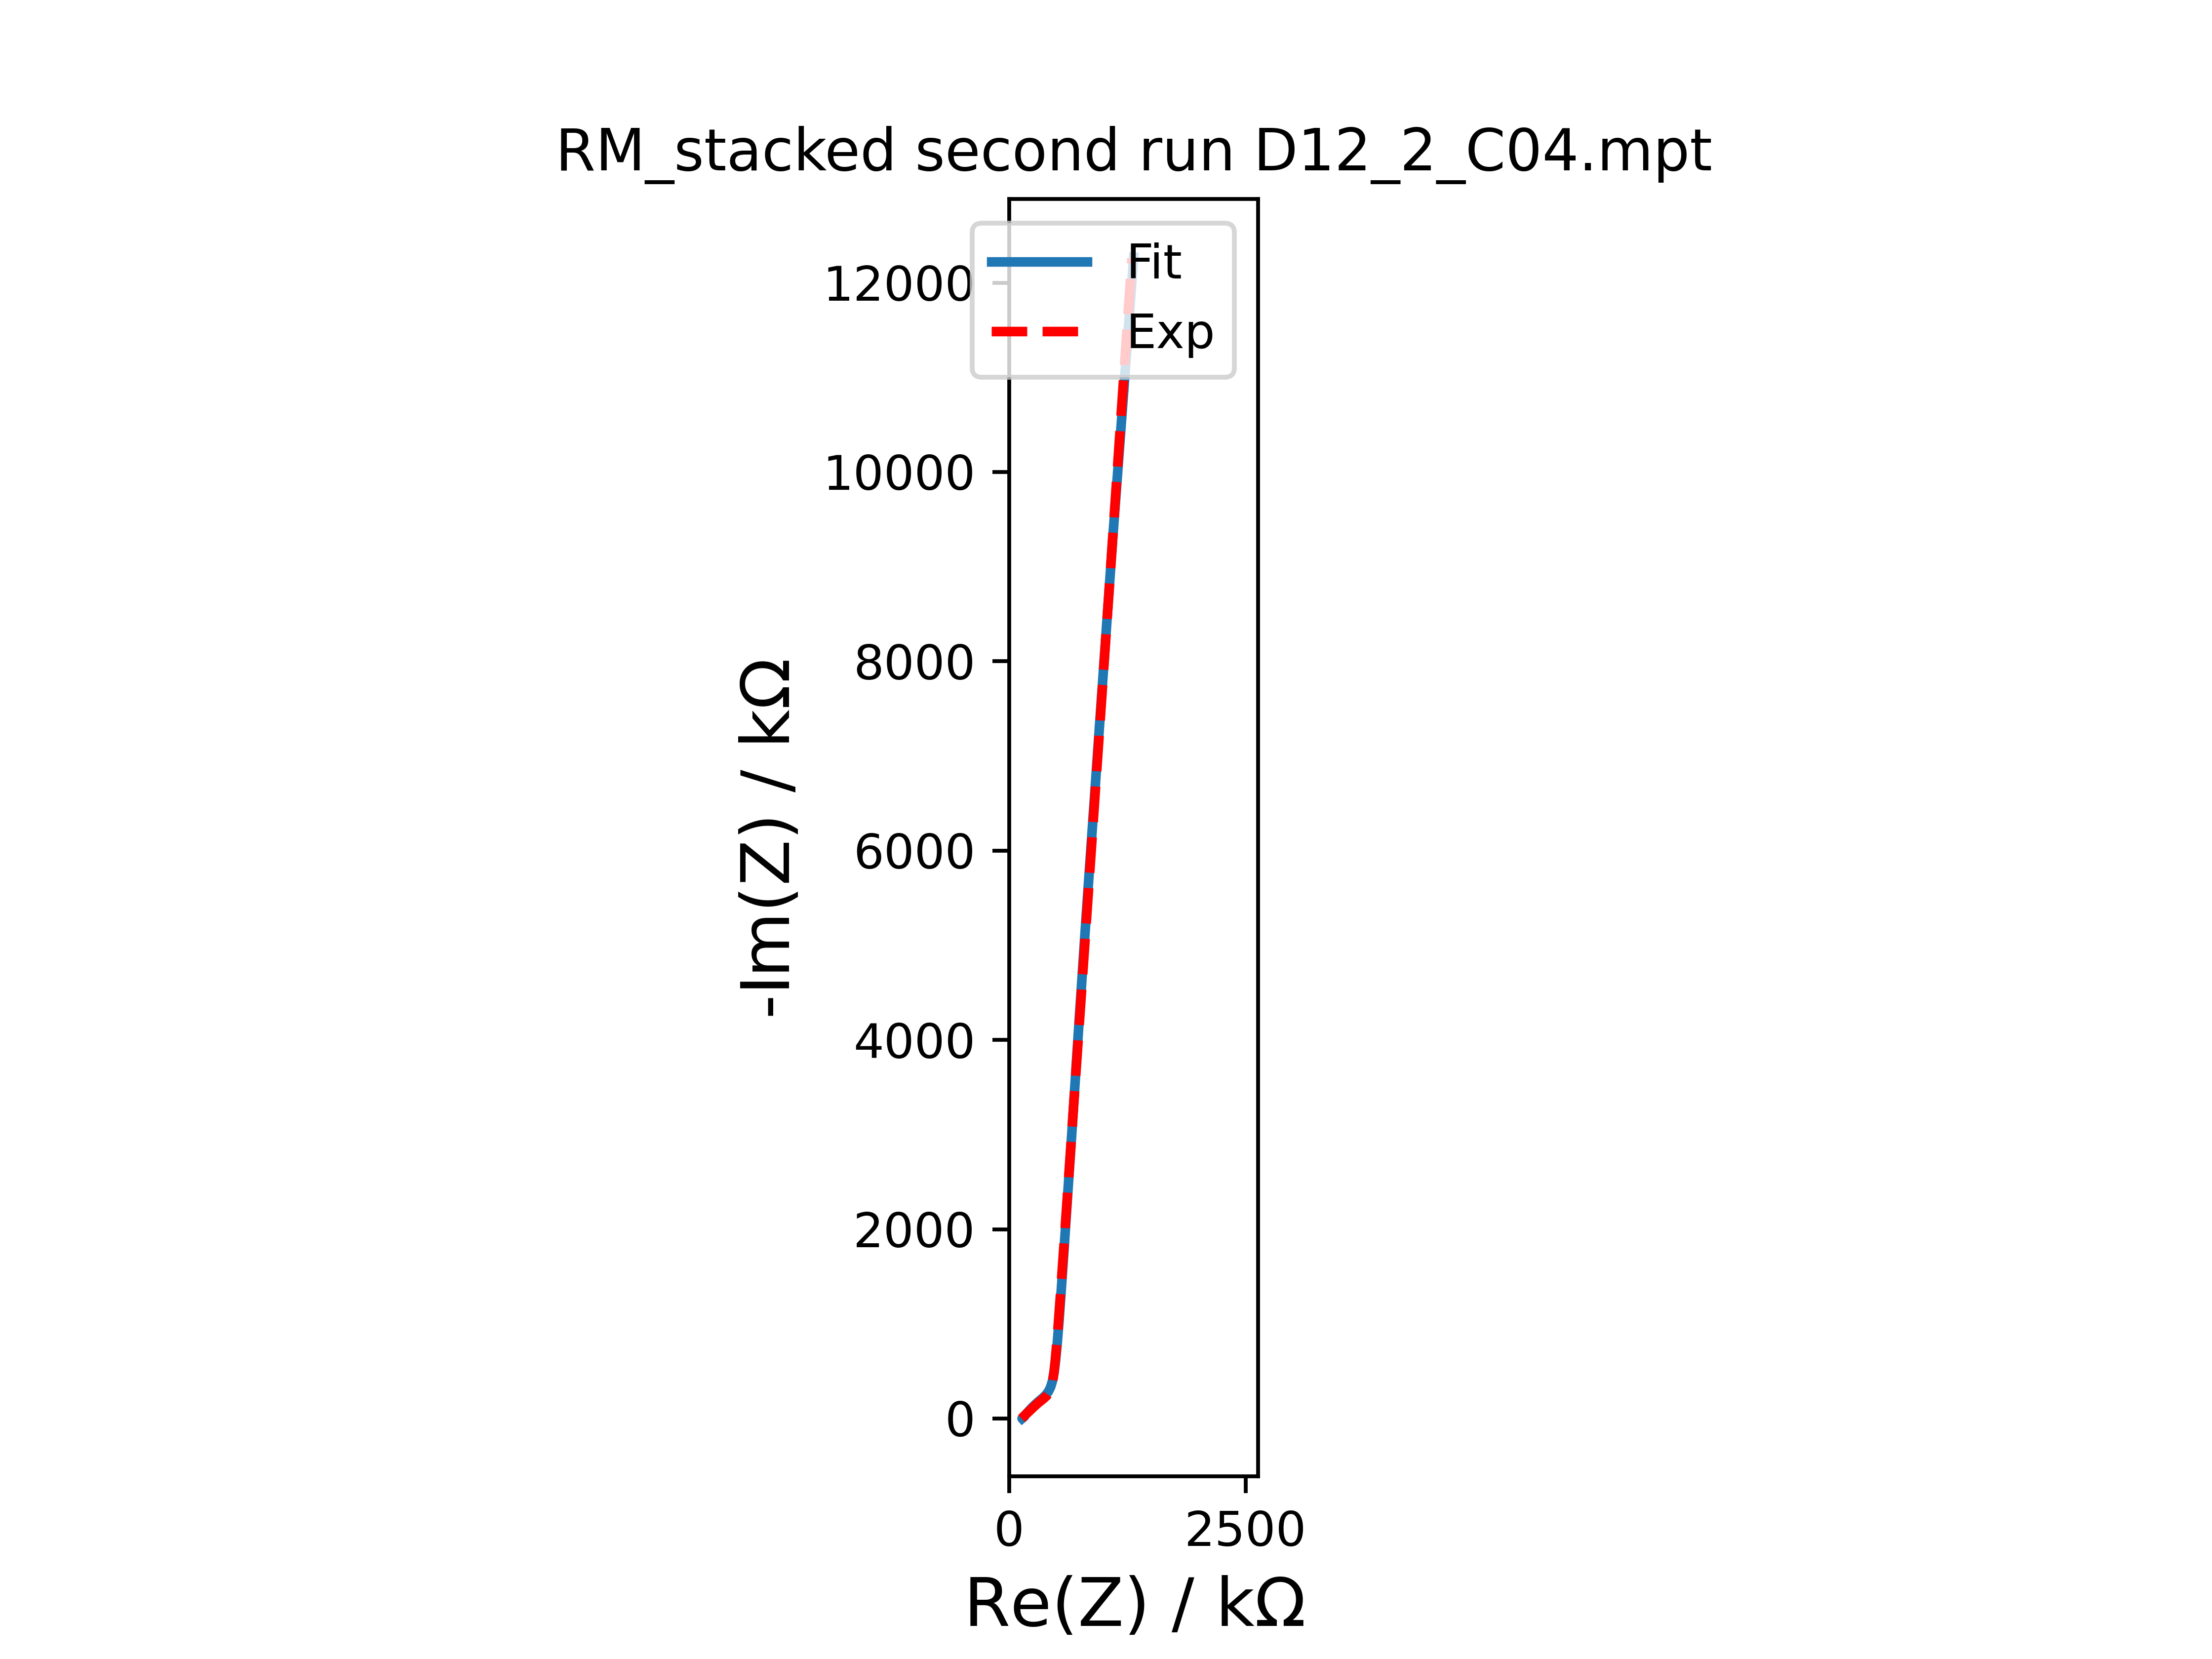 RM_stacked second run D12_2_C04.mpt
Fit
Exp
12000
10000
8000
6000
4000
2000
0
-Im(Z) / kΩ
0 2500
Re(Z) / kΩ